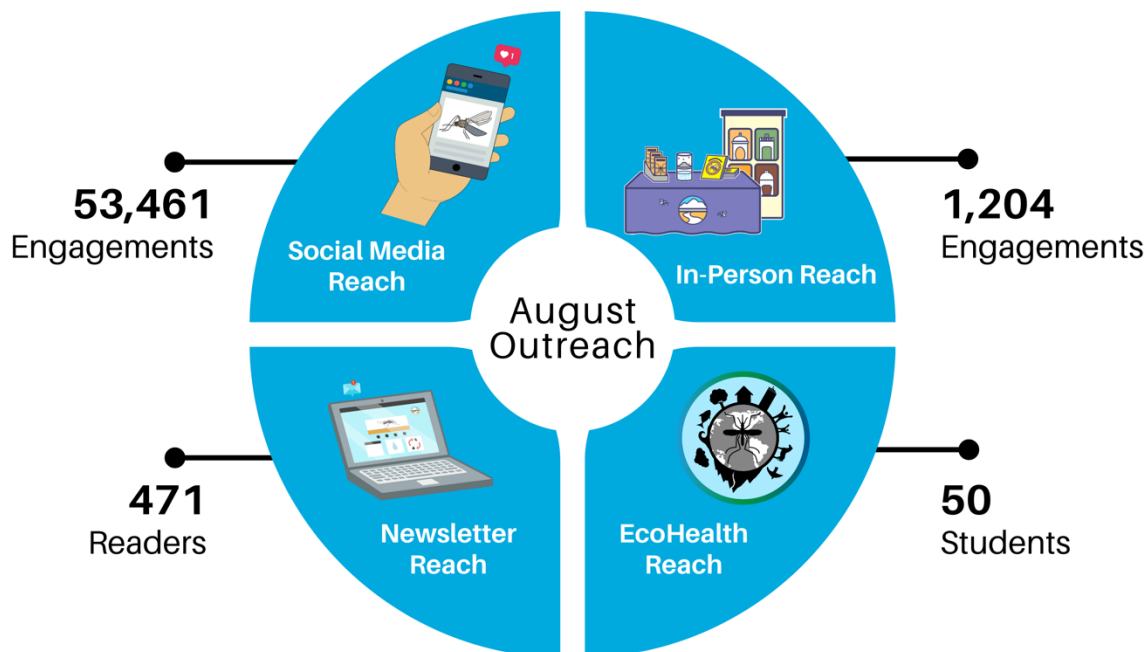 53,461
Engagements
Social Media
Reach
1
1,204
Engagements
In-Person Reach
August
Outreach
471
Readers
Newsletter
Reach
EcoHealth
Reach
50
Students